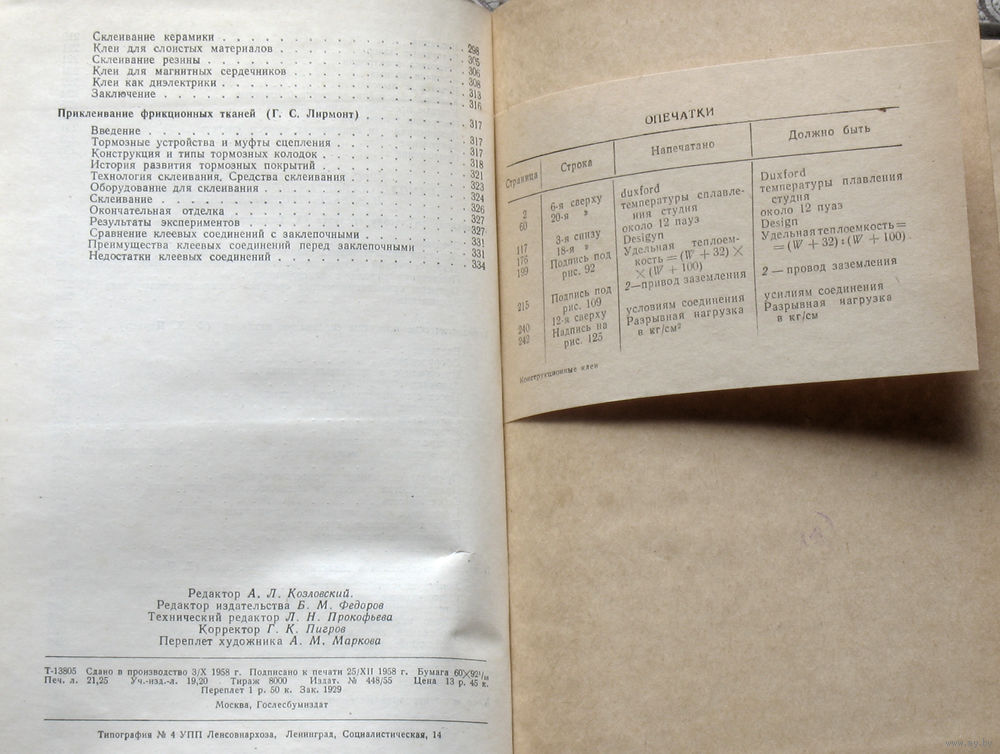 Склеивание керамики . . . 298
Клеи для слоистых материалов . . . 305
Склеивание резины . . . 306
Клеи для магнитных сердечников . . . 308
Клеи как диэлектрики . . . 313
Заключение . . . 316
Приклеивание фрикционных тканей (Г. С. Лирмонт) . . . 317
Введение . . . 317
Тормозные устройства и муфты сцепления . . . 317
Конструкция и типы тормозных колодок . . . 318
История развития тормозных покрытий . . . 321
Технология склеивания, Средства склеивания . . . 323
Оборудование для склеивания . . . 324
Склеивание . . . 326
Окончательная отделка . . . 327
Результаты экспериментов . . . 327
Сравнение клеевых соединений с заклепочными . . . 331
Преимущества клеевых соединений перед заклепочными . . . 331
Недостатки клеевых соединений . . . 334
Редактор А. Л. Козловский.
Редактор издательства Б. М. Федоров
Технический редактор Л. Н. Прокофьева
Корректор Г. К. Пигров
Переплет художника А. М. Маркова
Т-13805 Сдано в производство 3/X 1958 г. Подписано к печати 25/XII 1958 г. Бумага 60×92 1/16
Печ. л. 21,25 Уч.-изд.-л. 19,20 Тираж 8000 Издат. № 448/55 Цена 13 р. 45 к.
Переплет 1 р. 50 к. Зак. 1929
Москва, Гослесбумиздат
Типография № 4 УПП Ленсовнархоза, Ленинград, Социалистическая, 14
ОПЕЧАТКИ
Страница Строка Напечатано Должно быть
2 6-я сверху duxford Duxford
60 20-я » температуры сплавле- температуры плавления
ния студня студня
117 3-я снизу около 12 пауз около 12 пуаз
176 18-я » Desigyn Design
199 Подпись под Удельная теплоем- Удельная теплоемкость =
рис. 92 кость = (W + 32) × = (W + 32) : (W + 100)
× (W + 100)
215 Подпись под 2—привод заземления 2 — провод заземления
рис. 109
240 12-я сверху условиям соединения усилиям соединения
242 Надпись на Разрывная нагрузка Разрывная нагрузка
рис. 125 в кг/см² в кг/см
Конструкционные клеи
www.ay.by